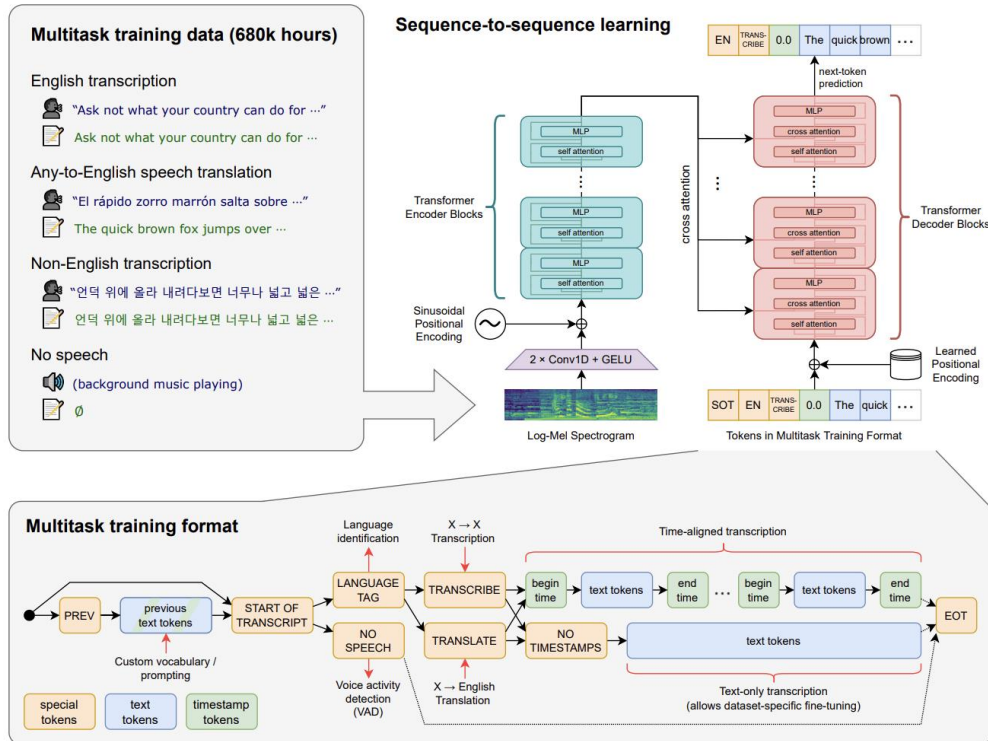 Multitask training data (680k hours)
English transcription
“Ask not what your country can do for ⋯”
Ask not what your country can do for ⋯
Any-to-English speech translation
“El rápido zorro marrón salta sobre ⋯”
The quick brown fox jumps over ⋯
Non-English transcription
“언덕 위에 올라 내려다보면 너무나 넓고 넓은 ⋯”
언덕 위에 올라 내려다보면 너무나 넓고 넓은 ⋯
No speech
(background music playing)
∅
Sequence-to-sequence learning
EN
TRANS-
CRIBE
0.0
The
quick
brown
⋯
next-token
prediction
MLP
self attention
⋮
MLP
self attention
MLP
self attention
Transformer
Encoder Blocks
Sinusoidal
Positional
Encoding
2 × Conv1D + GELU
Log-Mel Spectrogram
cross attention
⋮
MLP
cross attention
self attention
⋮
MLP
cross attention
self attention
MLP
cross attention
self attention
Transformer
Decoder Blocks
Learned
Positional
Encoding
SOT
EN
TRANS-
CRIBE
0.0
The
quick
⋯
Tokens in Multitask Training Format
Multitask training format
Language
identification
X → X
Transcription
Time-aligned transcription
PREV
previous
text tokens
START OF
TRANSCRIPT
LANGUAGE
TAG
NO
SPEECH
TRANSCRIBE
TRANSLATE
begin
time
text tokens
end
time
⋯
begin
time
text tokens
end
time
NO
TIMESTAMPS
text tokens
EOT
Custom vocabulary /
prompting
Voice activity
detection
(VAD)
X → English
Translation
Text-only transcription
(allows dataset-specific fine-tuning)
special
tokens
text
tokens
timestamp
tokens